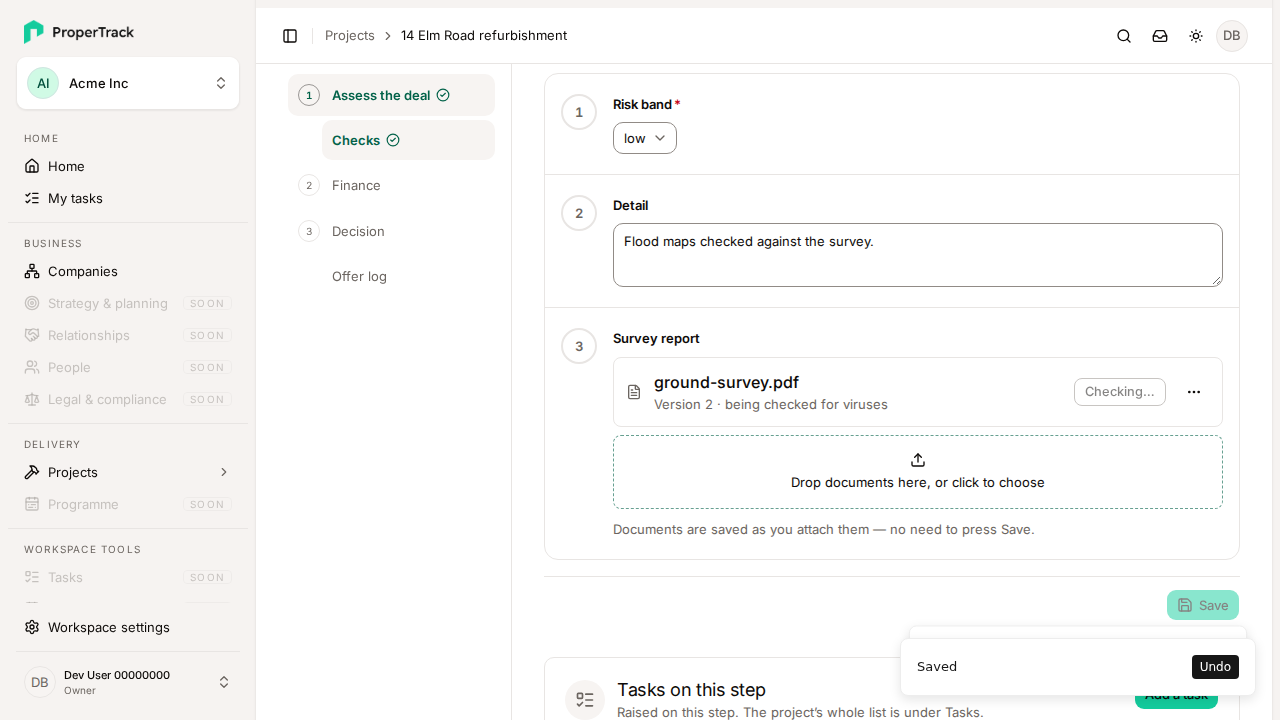 ProperTrack
AI
Acme Inc
HOME
Home
My tasks
BUSINESS
Companies
Strategy & planning
SOON
Relationships
SOON
People
SOON
Legal & compliance
SOON
DELIVERY
Projects
Programme
SOON
WORKSPACE TOOLS
Tasks
SOON
Workspace settings
DB
Dev User 00000000
Owner
Projects
14 Elm Road refurbishment
DB
1
Assess the deal
Checks
2
Finance
3
Decision
Offer log
1
Risk band *
low
2
Detail
Flood maps checked against the survey.
3
Survey report
ground-survey.pdf
Version 2 · being checked for viruses
Checking...
Drop documents here, or click to choose
Documents are saved as you attach them — no need to press Save.
Save
Saved
Undo
Tasks on this step
Add a task
Raised on this step. The project's whole list is under Tasks.